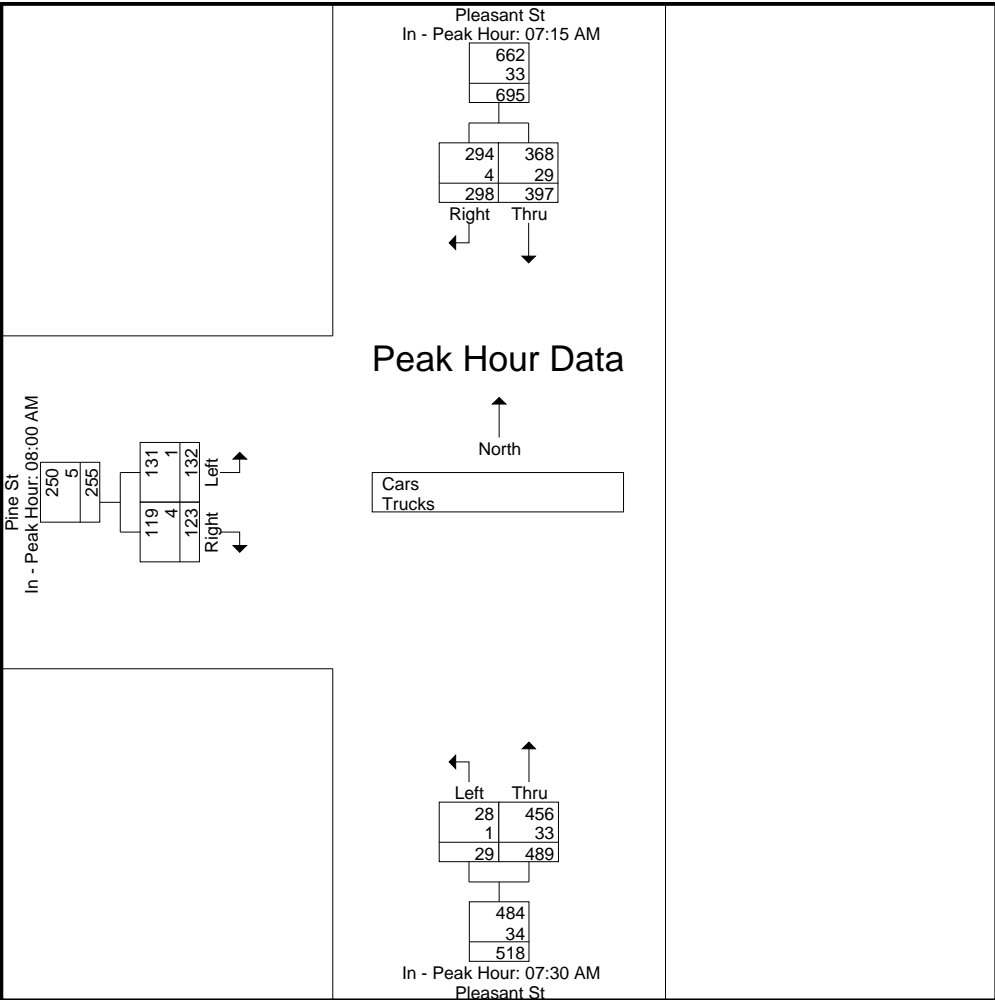 Pleasant St
In - Peak Hour: 07:15 AM
662
33
695
294 368
4 29
298 397
Right Thru
Peak Hour Data
North
Cars
Trucks
Pine St
In - Peak Hour: 08:00 AM
250
5
255
131
1
132
Left
119
4
123
Right
Left Thru
28 456
1 33
29 489
484
34
518
In - Peak Hour: 07:30 AM
Pleasant St